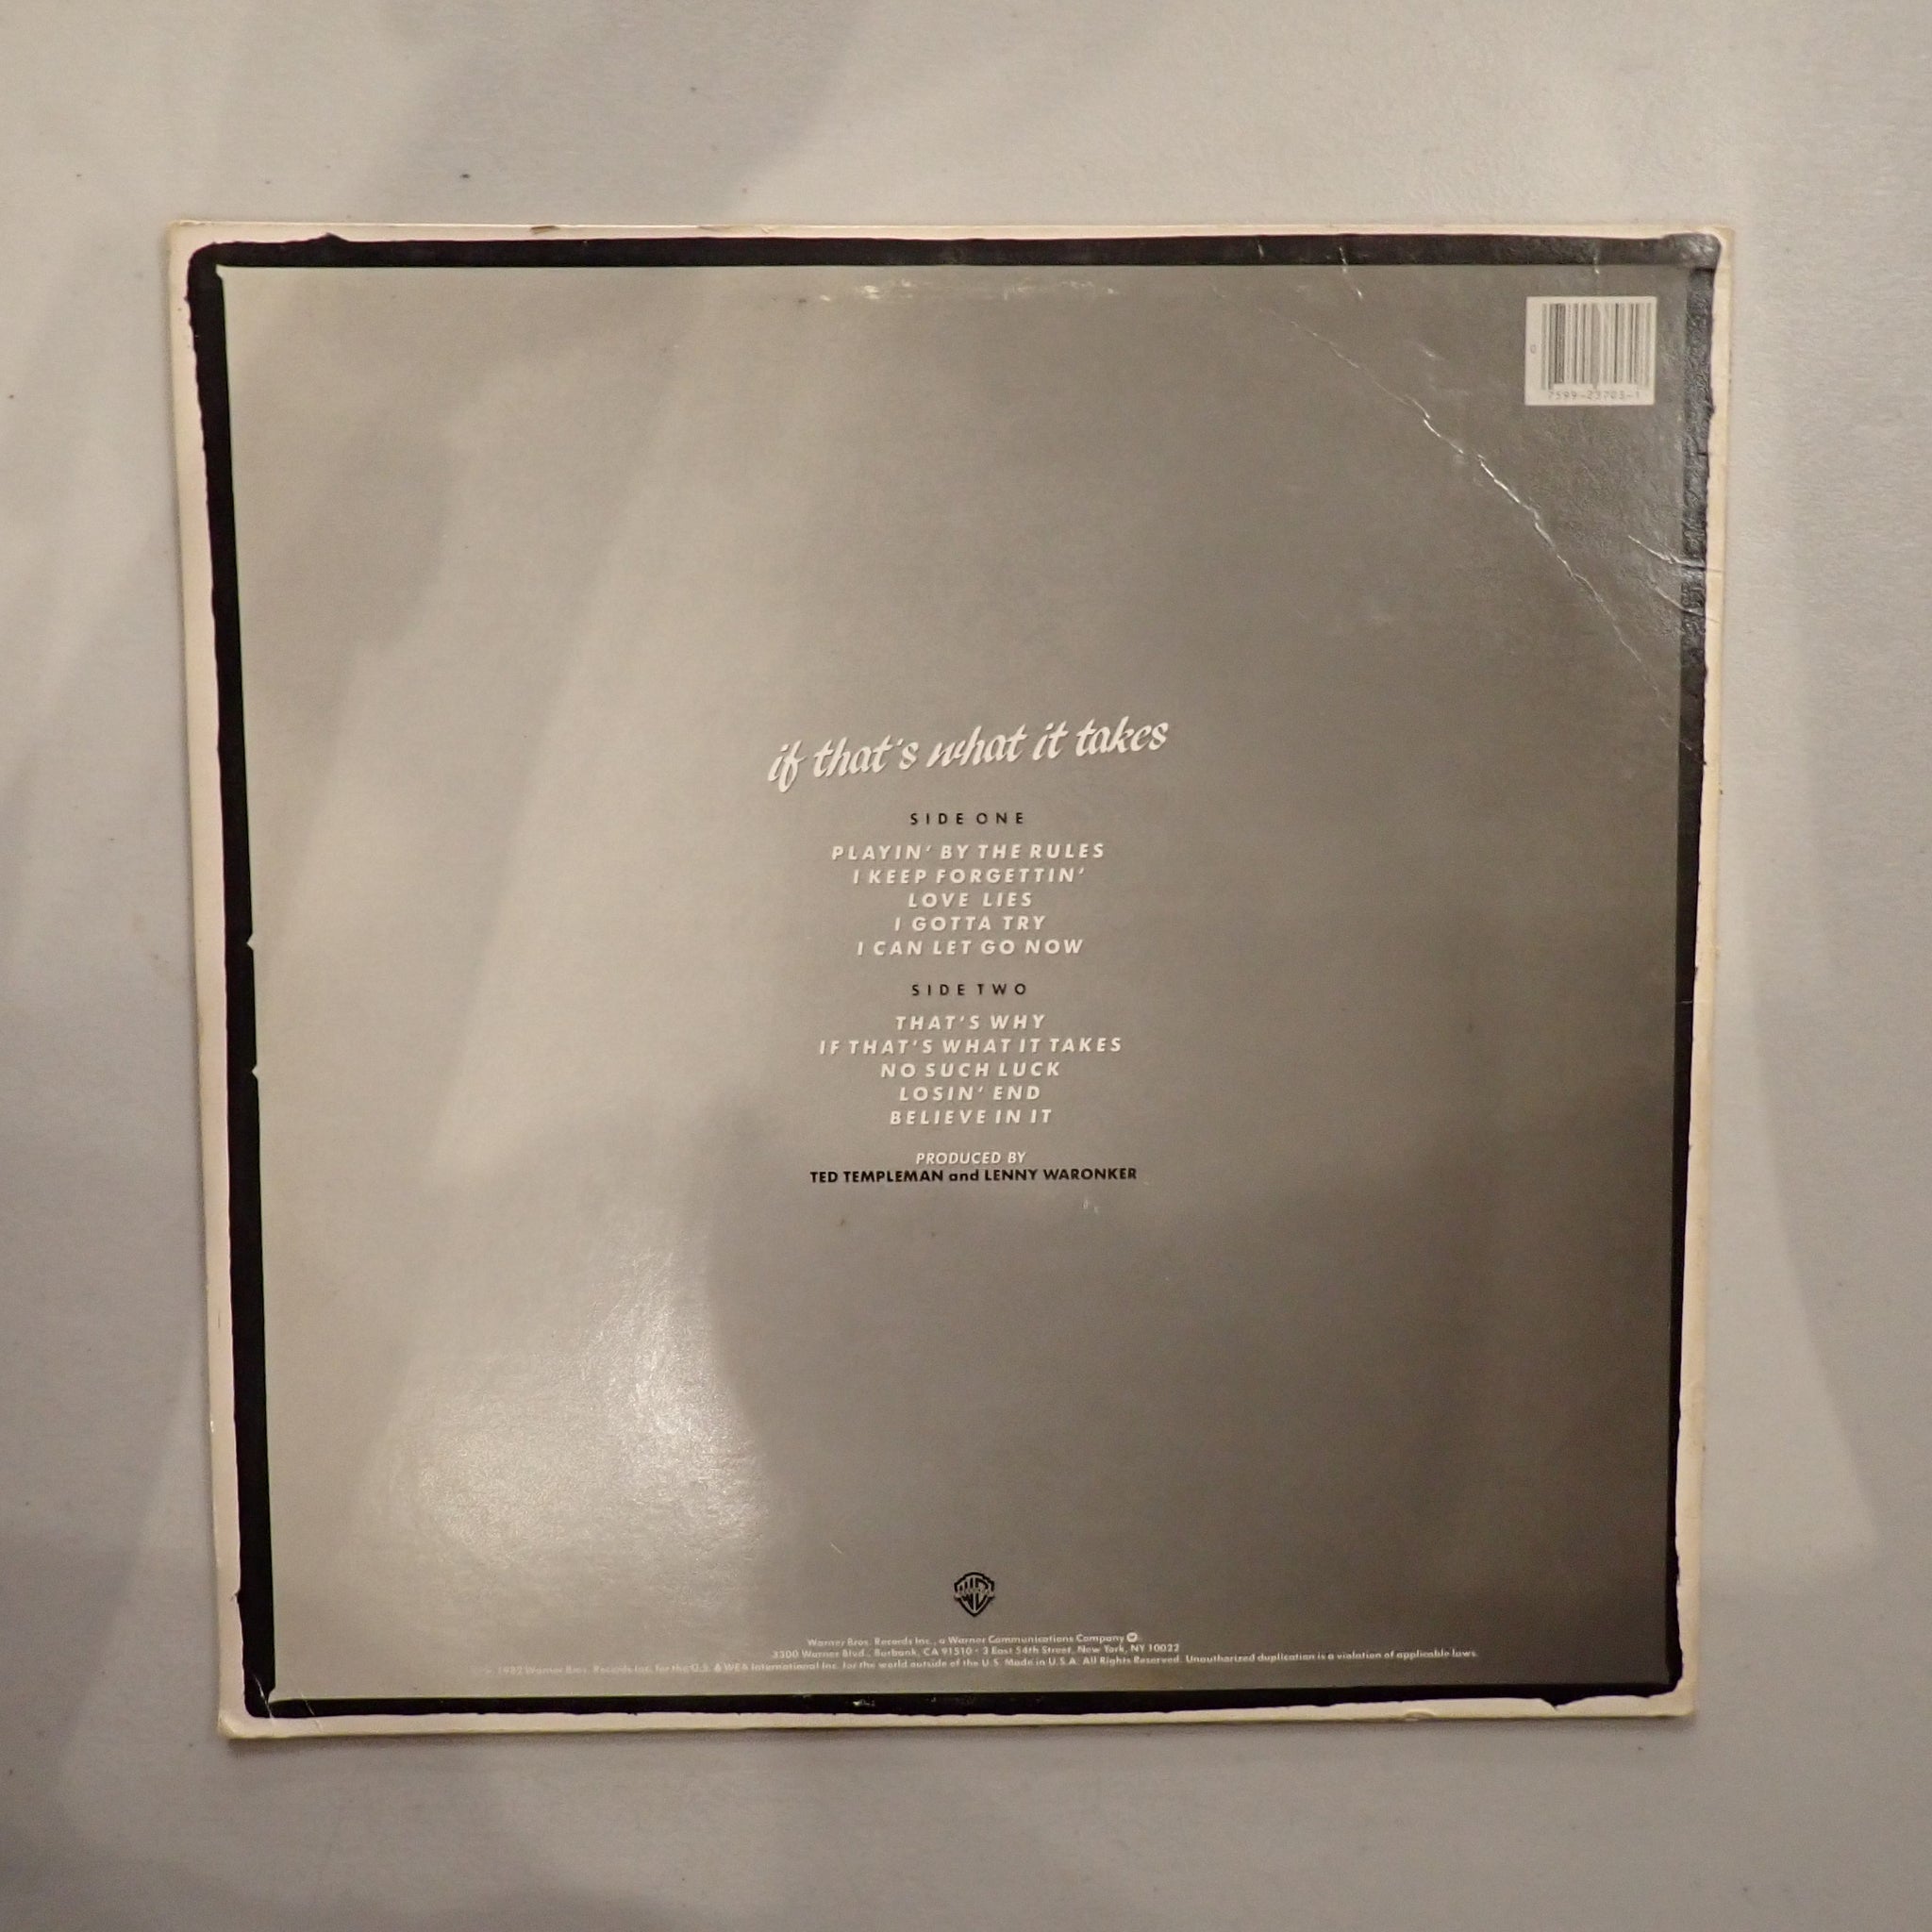 0
7599-23703-1
if that's what it takes
SIDE ONE
PLAYIN' BY THE RULES
I KEEP FORGETTIN'
LOVE LIES
I GOTTA TRY
I CAN LET GO NOW
SIDE TWO
THAT'S WHY
IF THAT'S WHAT IT TAKES
NO SUCH LUCK
LOSIN' END
BELIEVE IN IT
PRODUCED BY
TED TEMPLEMAN and LENNY WARONKER
Warner Bros. Records Inc., a Warner Communications Company
3300 Warner Blvd., Burbank, CA 91510 • 3 East 54th Street, New York, NY 10022
1982 Warner Bros. Records Inc. for the U.S. & WEA International Inc. for the world outside of the U.S. Made in U.S.A. All Rights Reserved. Unauthorized duplication is a violation of applicable laws.